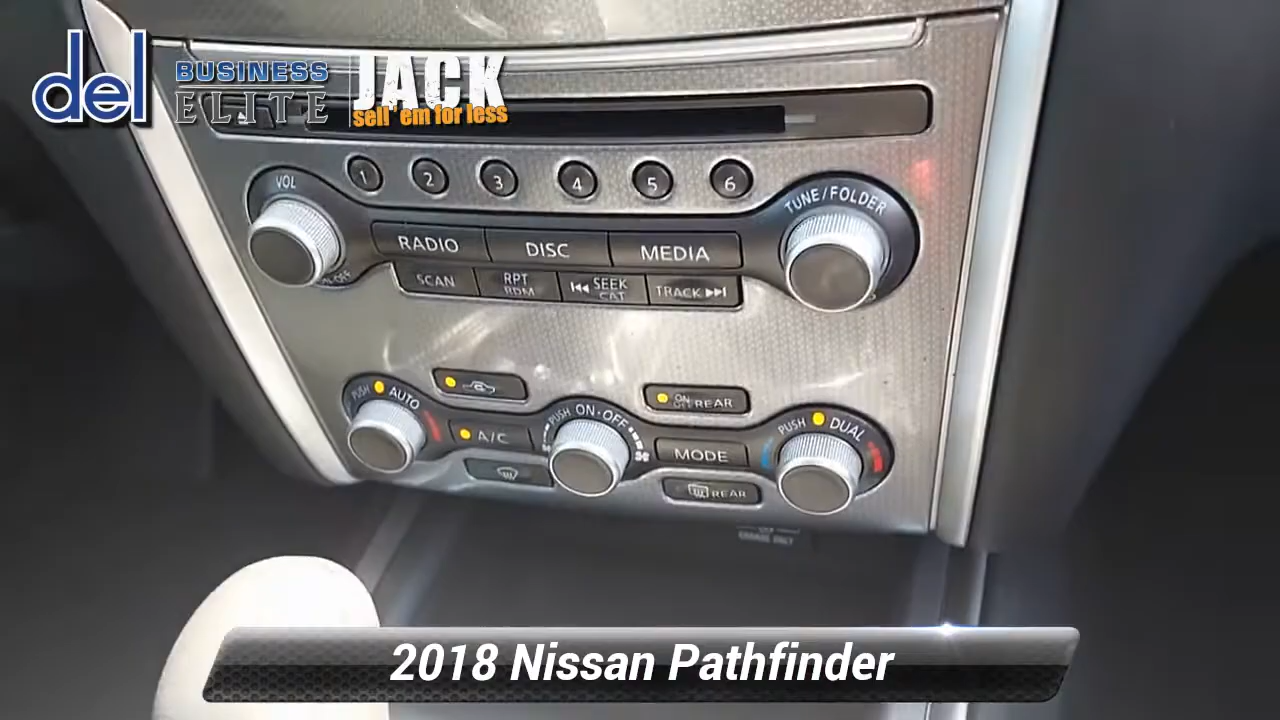 del BUSINESS ELITE JACK
sell 'em for less
1 2 3 4 5 6
VOL
TUNE/FOLDER
RADIO DISC MEDIA
SCAN RPT RDM SEEK CAT TRACK
PUSH AUTO
A/C
PUSH ON·OFF
ON OFF REAR
MODE
PUSH DUAL
REAR
2018 Nissan Pathfinder